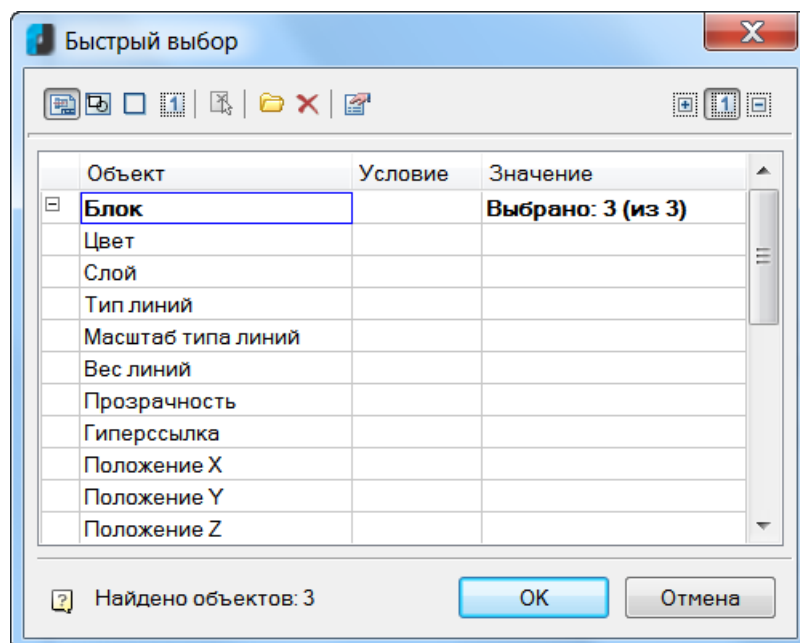 Быстрый выбор
Объект Условие Значение
Блок Выбрано: 3 (из 3)
Цвет
Слой
Тип линий
Масштаб типа линий
Вес линий
Прозрачность
Гиперссылка
Положение X
Положение Y
Положение Z
Найдено объектов: 3 OK Отмена